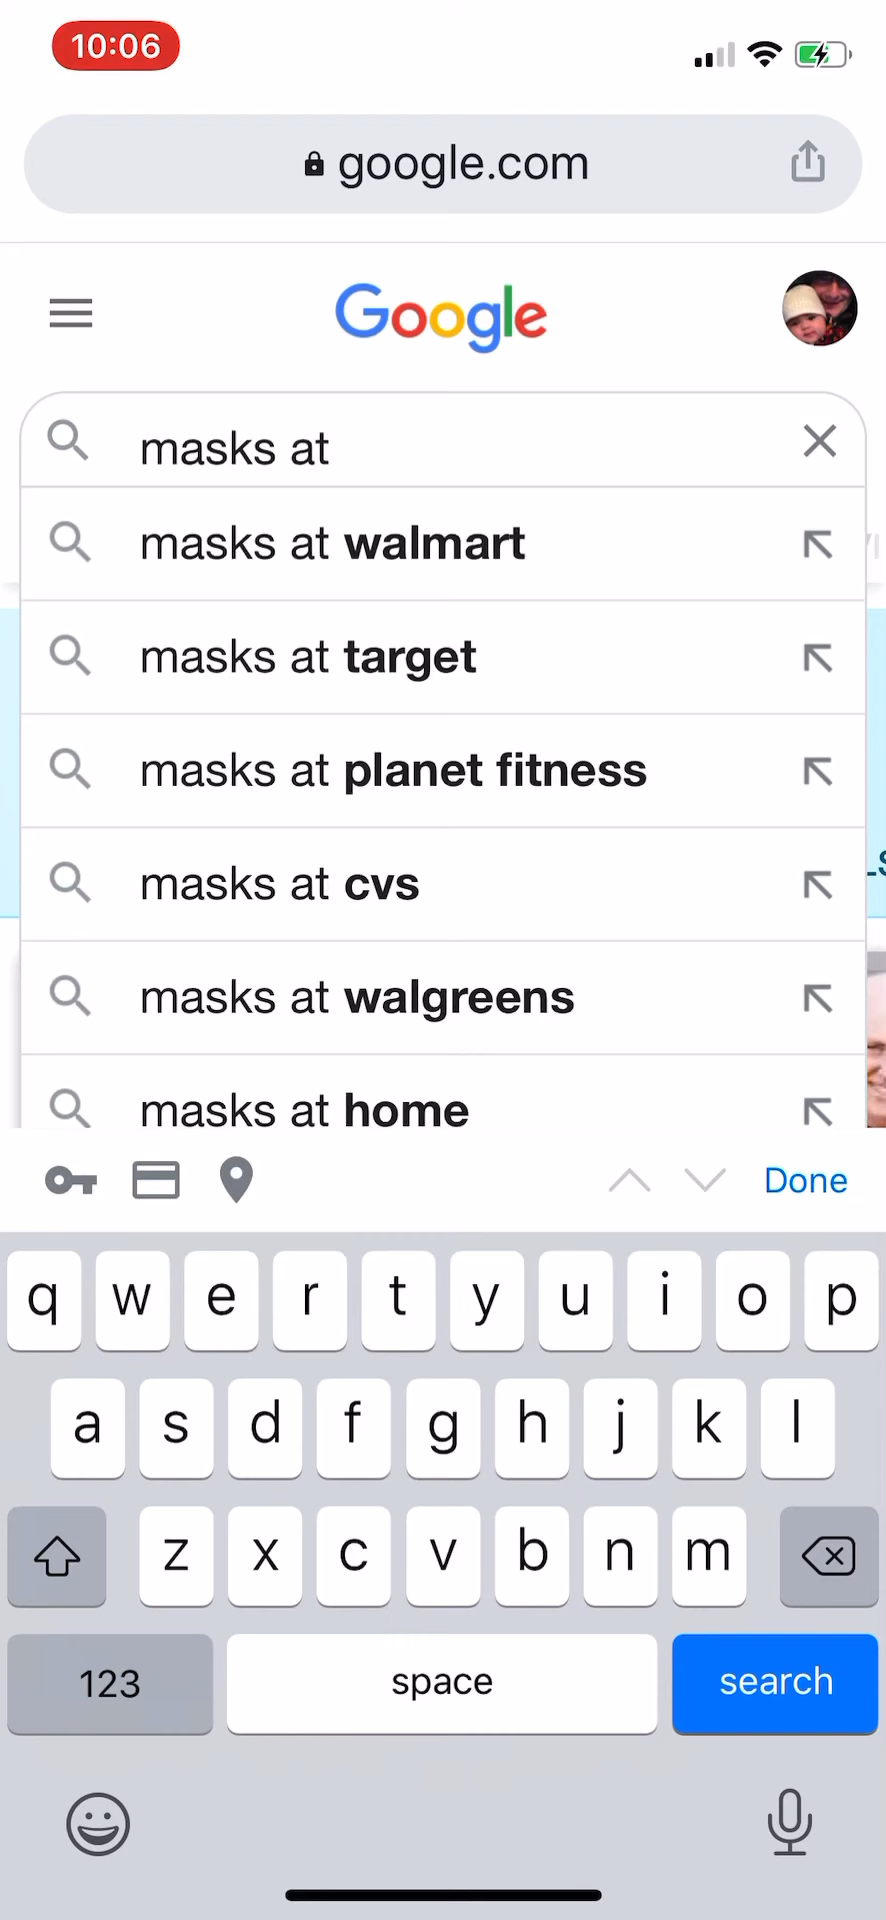 10:06
google.com
Google
masks at
masks at walmart
masks at target
masks at planet fitness
masks at cvs
masks at walgreens
masks at home
Done
q w e r t y u i o p
a s d f g h j k l
z x c v b n m
123 space search